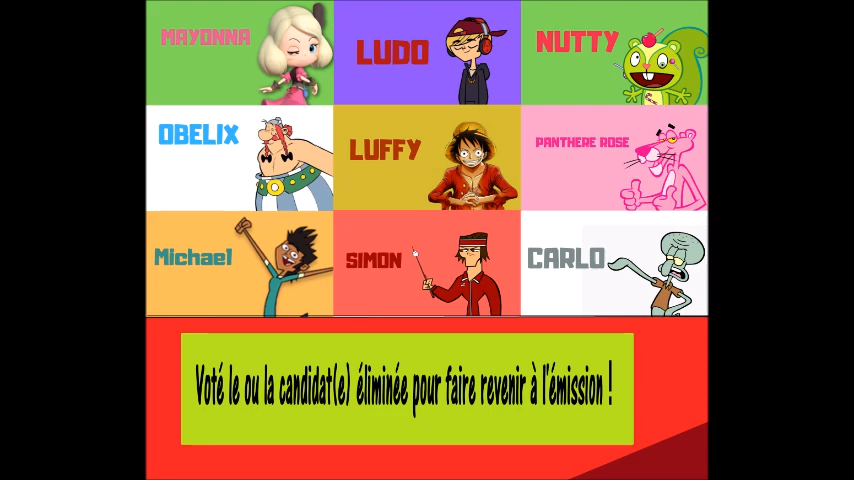 MAYONNA
LUDO
NUTTY
OBELIX
LUFFY
PANTHERE ROSE
Michael
SIMON
CARLO
Voté le ou la candidat(e) éliminée pour faire revenir à l'émission !